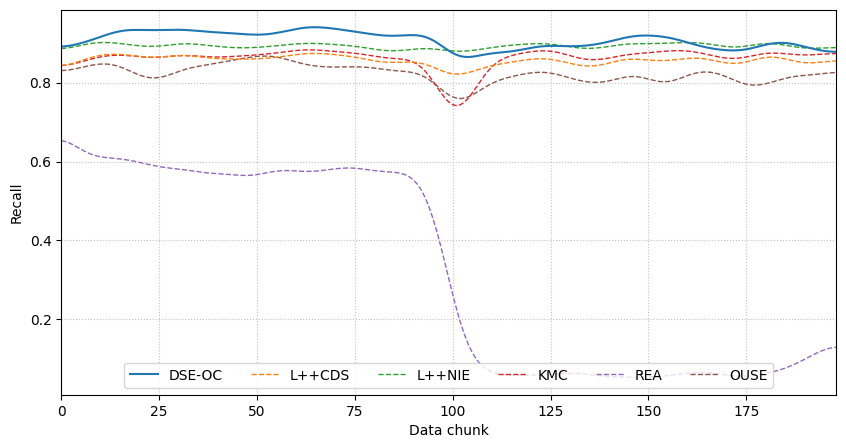 Recall
0.8
0.6
0.4
0.2
DSE-OC L++CDS L++NIE KMC REA OUSE
0 25 50 75 100 125 150 175
Data chunk